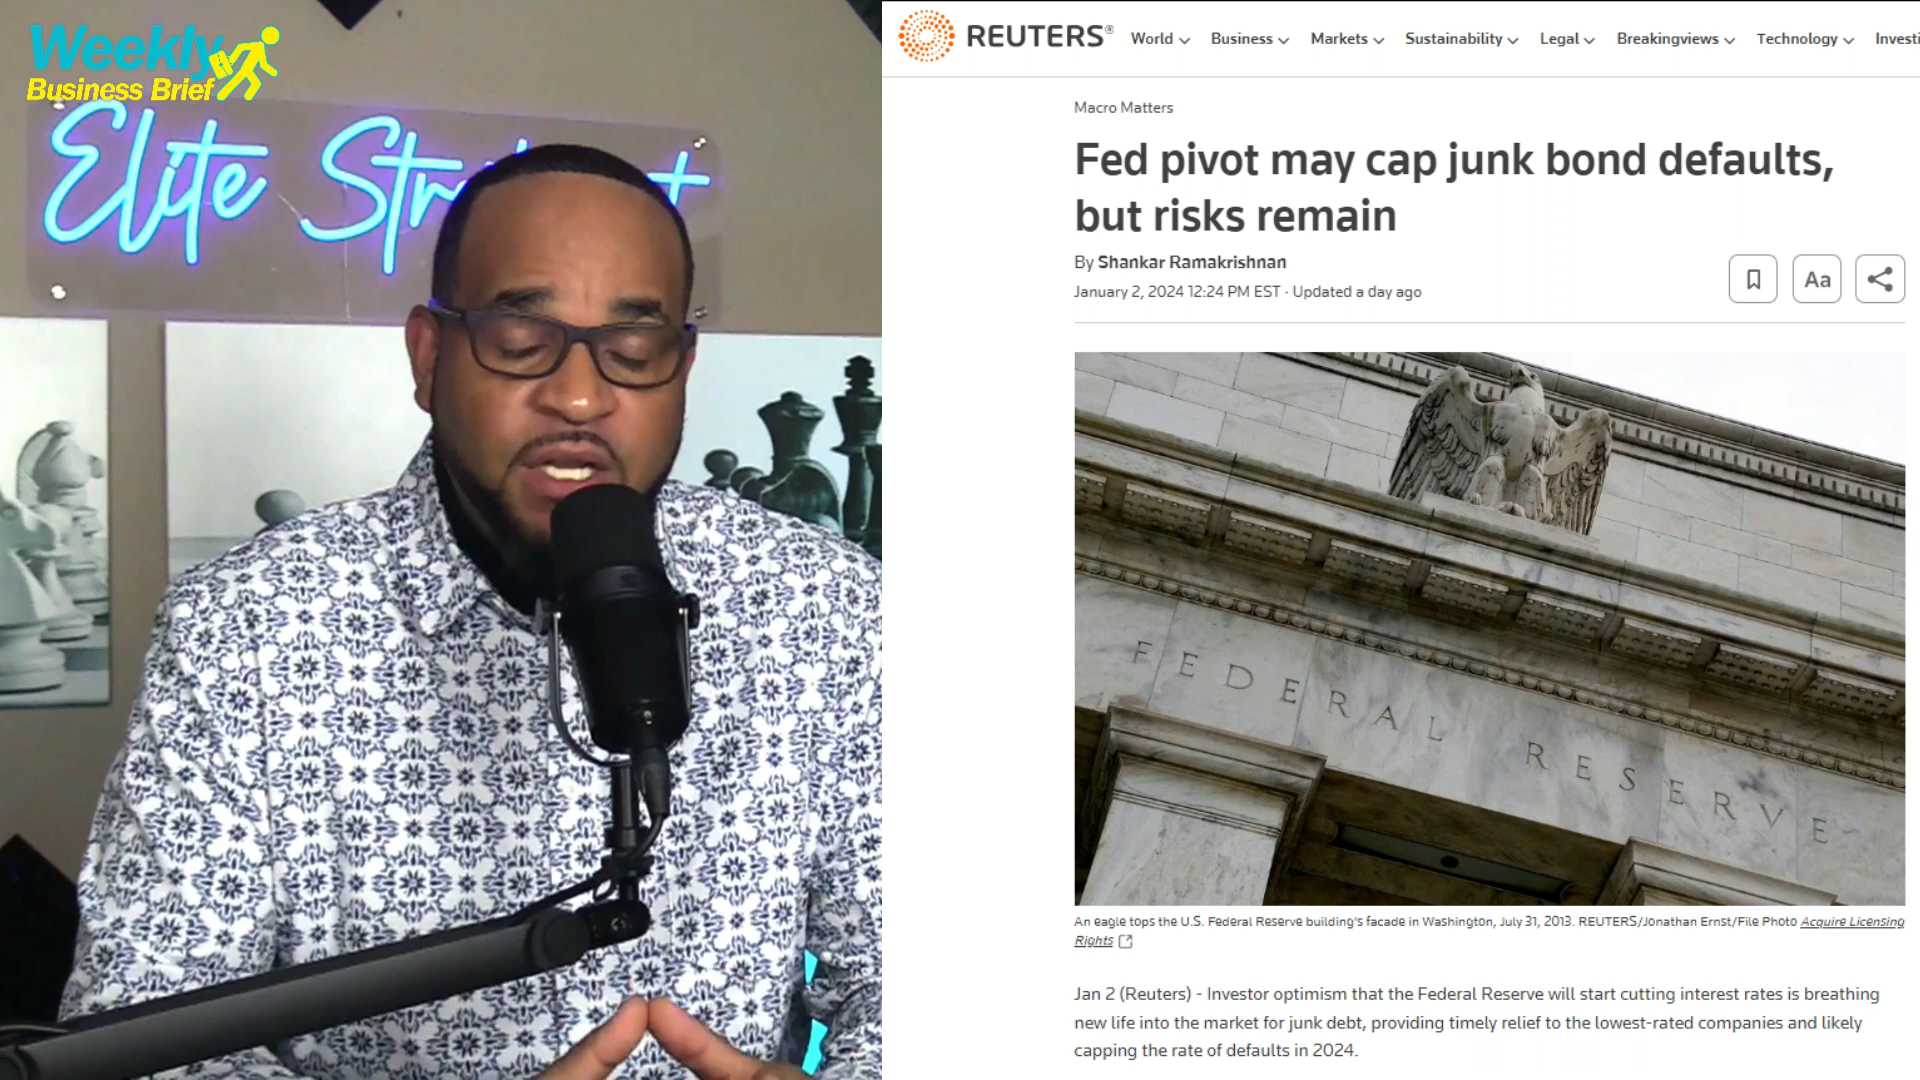 Weekly
Business Brief
Elite Str
REUTERS®
World
Business
Markets
Sustainability
Legal
Breakingviews
Technology
Macro Matters
Fed pivot may cap junk bond defaults,
but risks remain
By Shankar Ramakrishnan
January 2, 2024 12:24 PM EST · Updated a day ago
Aa
FEDERAL RESERVE
An eagle tops the U.S. Federal Reserve building's facade in Washington, July 31, 2013. REUTERS/Jonathan Ernst/File Photo Acquire Licensing
Rights
Jan 2 (Reuters) - Investor optimism that the Federal Reserve will start cutting interest rates is breathing
new life into the market for junk debt, providing timely relief to the lowest-rated companies and likely
capping the rate of defaults in 2024.